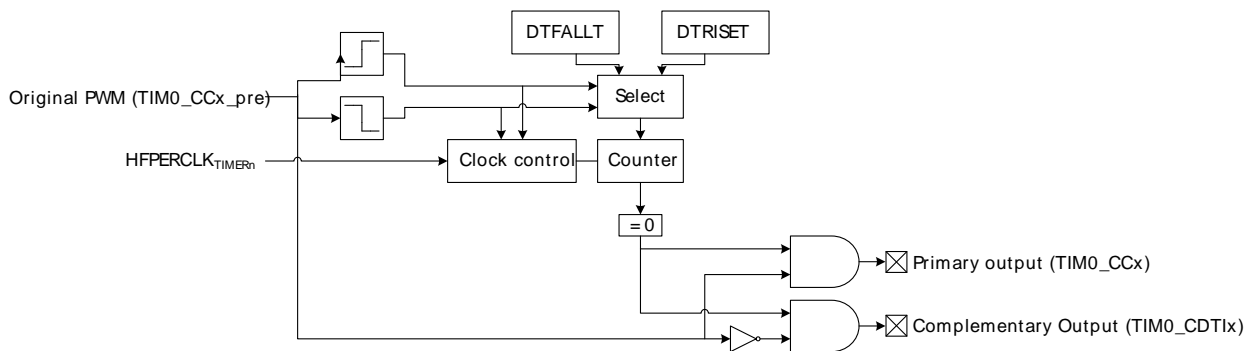 DTFALLT
DTRISET
Original PWM (TIM0_CCx_pre)
Select
HFPERCLKTIMERn
Clock control
Counter
= 0
Primary output (TIM0_CCx)
Complementary Output (TIM0_CDTIx)